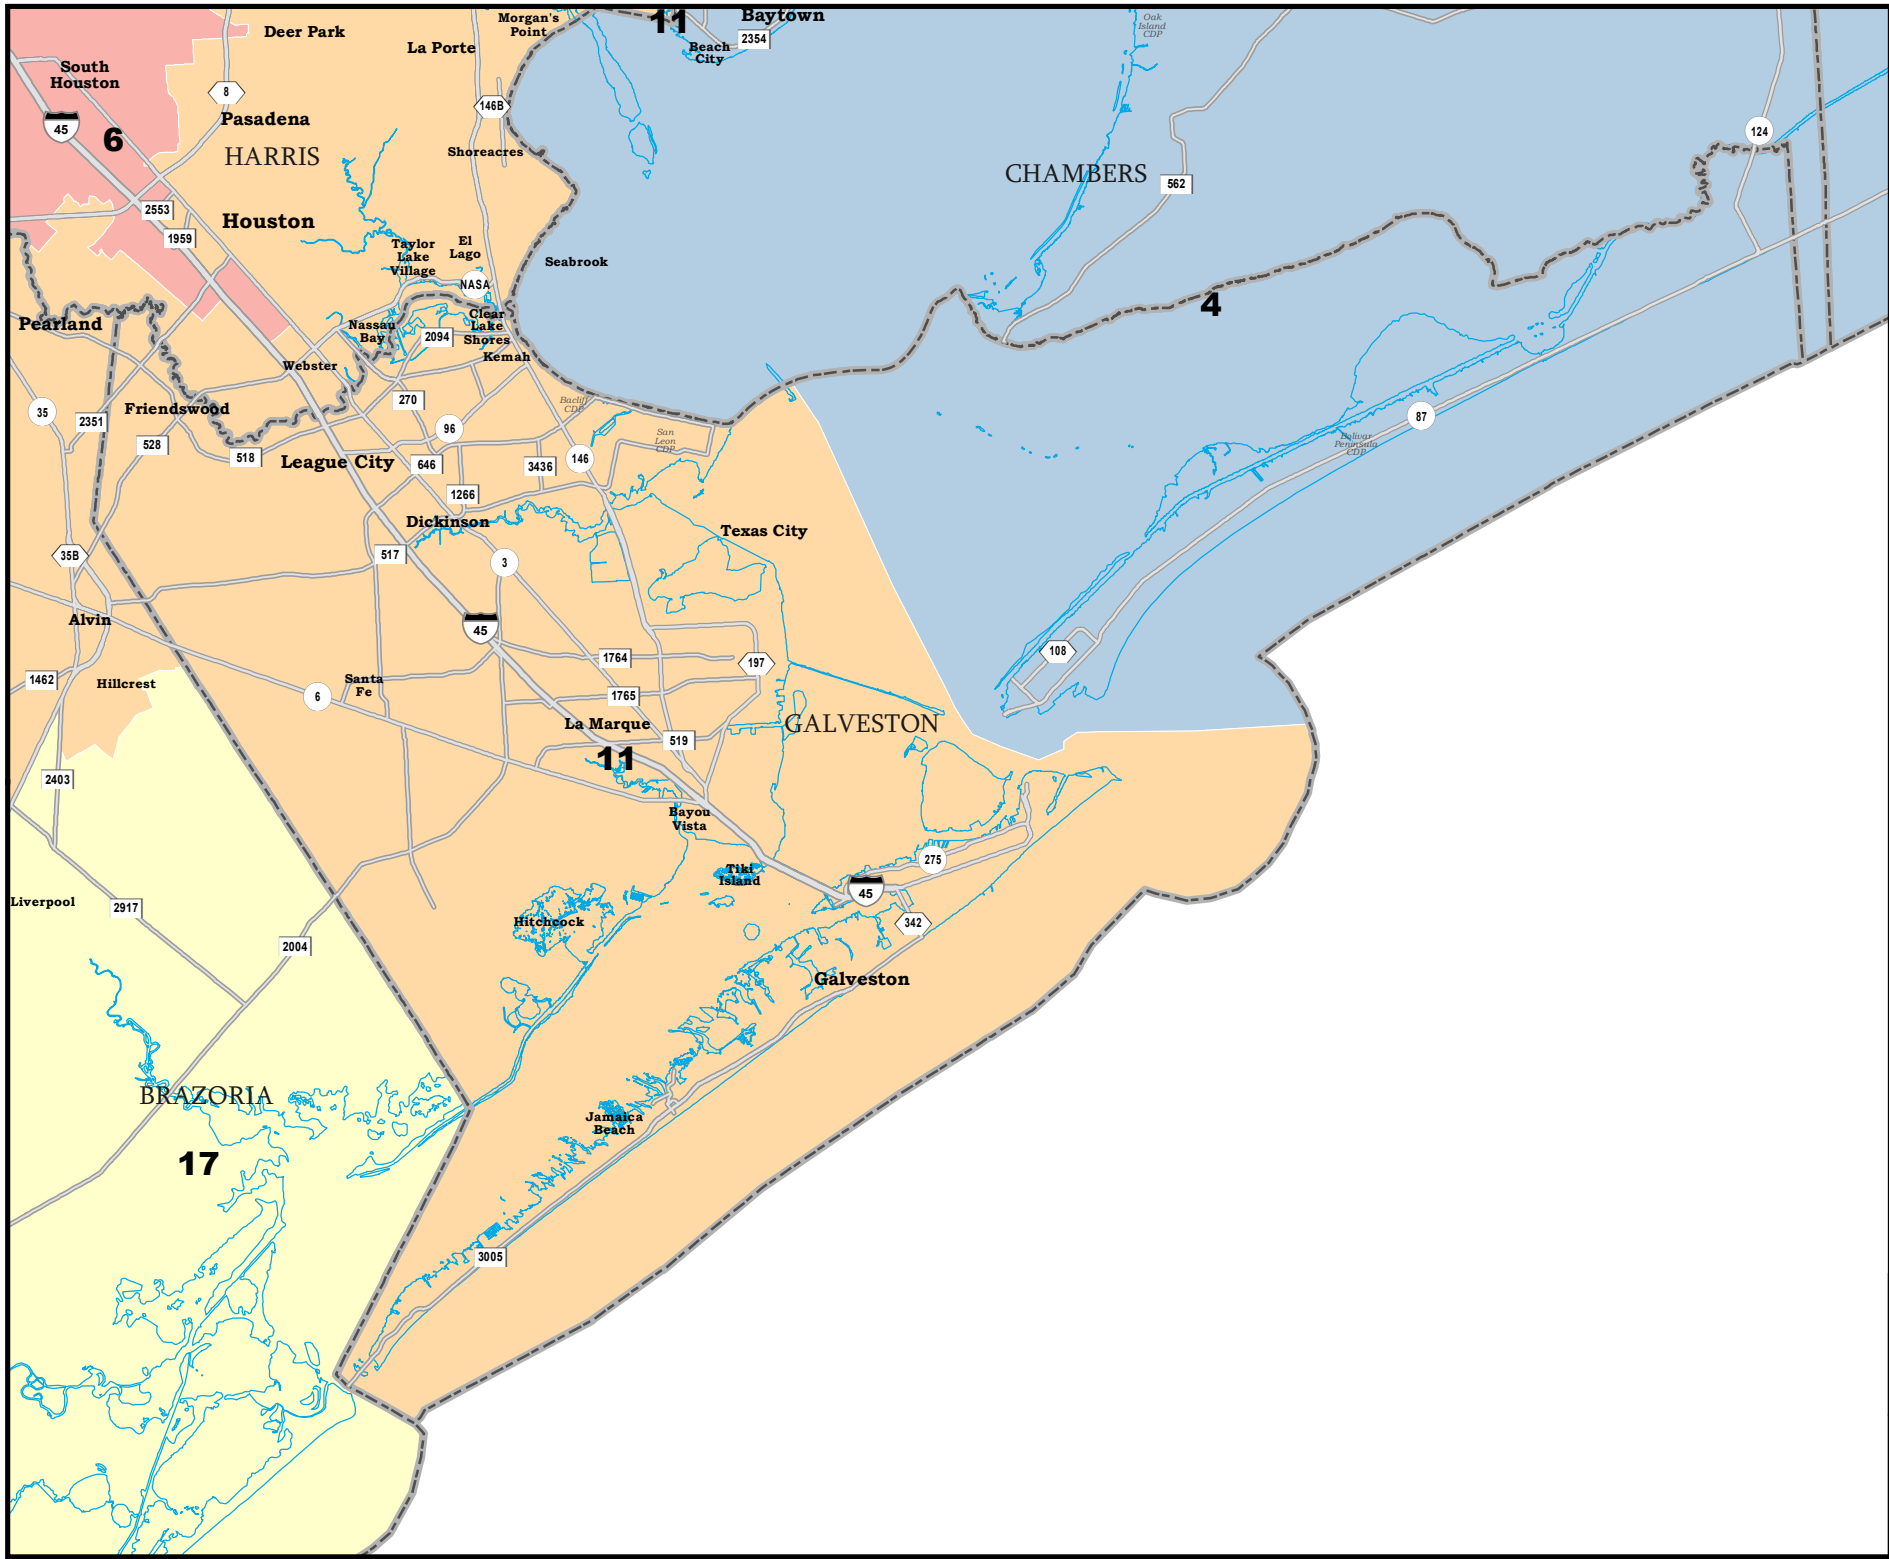 Morgan's
Point
11
Baytown
Oak
Island
CDP
Deer Park
La Porte
2354
Beach
City
South
Houston
8
146B
45
6
Pasadena
124
HARRIS
Shoreacres
CHAMBERS
562
2553
Houston
1959
Taylor
Lake
Village
El
Lago
Seabrook
NASA
4
Pearland
Nassau
Bay
2094
Clear
Lake
Shores
Kemah
Webster
270
35
2351
Friendswood
Bacliff
CDP
87
96
528
518
San
Leon
CDP
Bolivar
Peninsula
CDP
League City
646
3436
146
1266
Dickinson
Texas City
35B
517
3
Alvin
45
108
1764
197
1462
Hillcrest
Santa
Fe
6
1765
La Marque
GALVESTON
519
11
2403
Bayou
Vista
275
Tiki
Island
45
Liverpool
2917
Hitchcock
342
2004
Galveston
BRAZORIA
Jamaica
Beach
17
3005